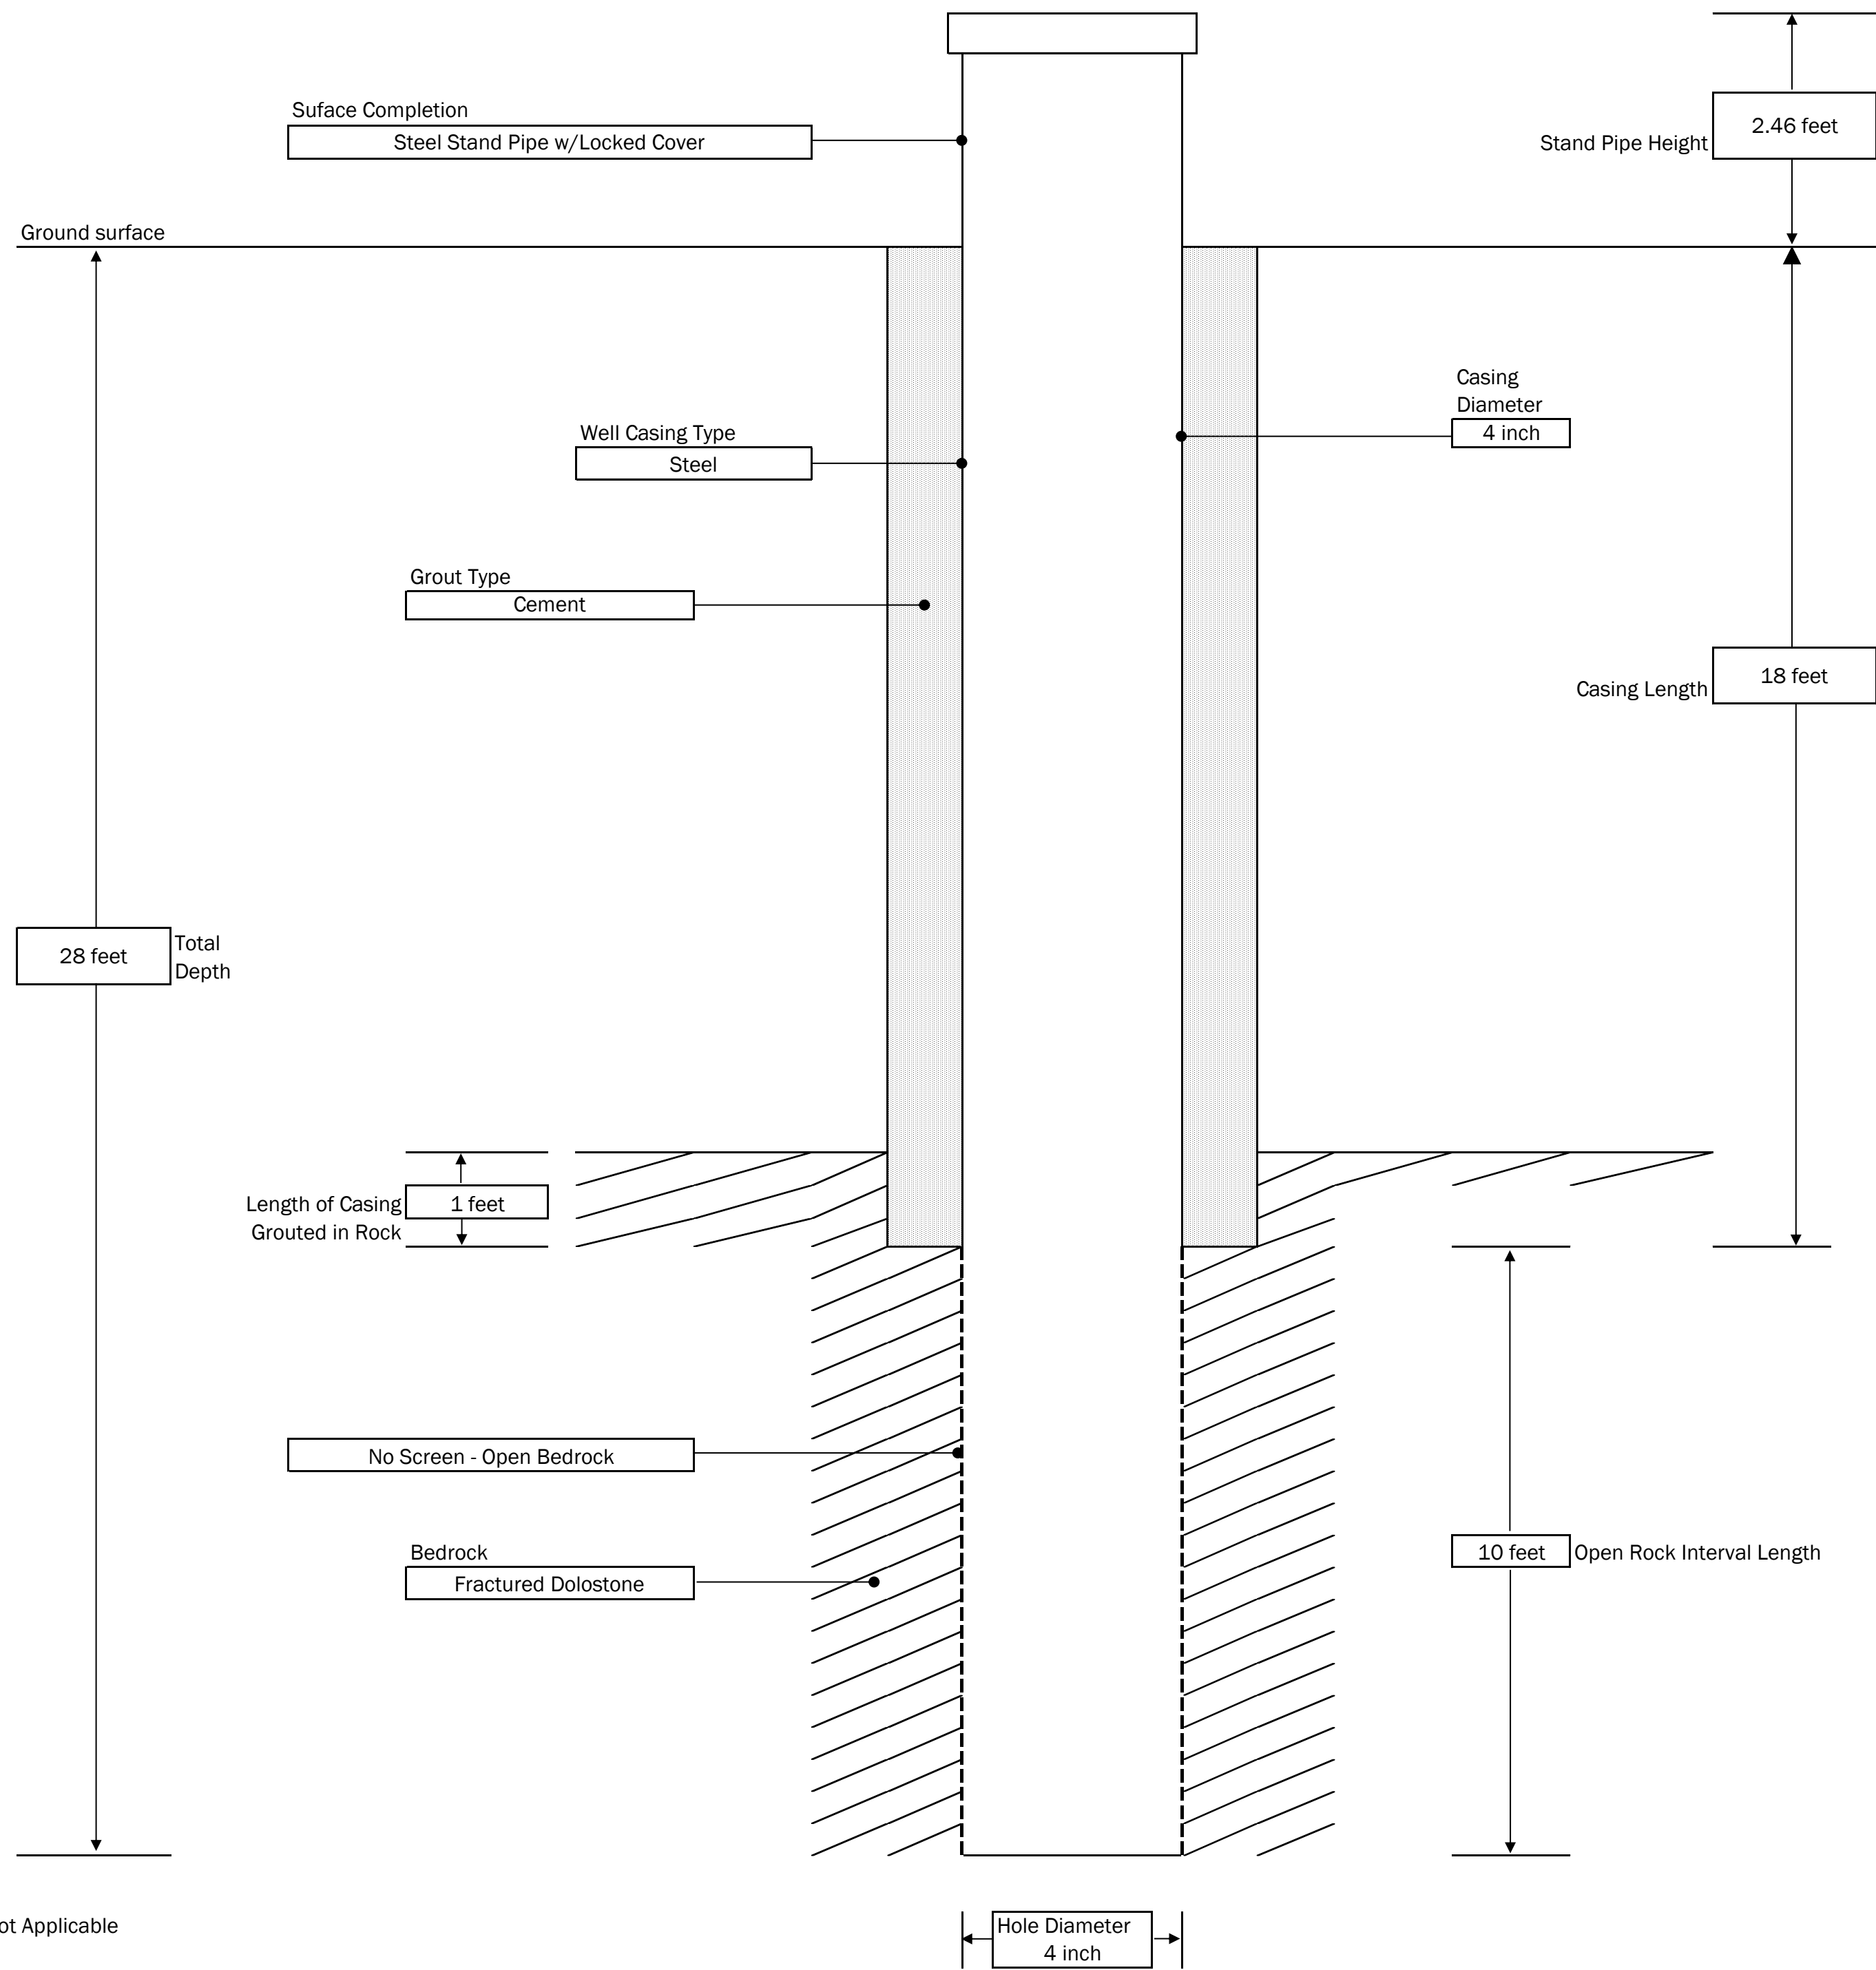 Suface Completion
Steel Stand Pipe w/Locked Cover
2.46 feet
Stand Pipe Height
Ground surface
Casing
Diameter
4 inch
Well Casing Type
Steel
Grout Type
Cement
18 feet
Casing Length
28 feet
Total
Depth
Length of Casing
Grouted in Rock
1 feet
No Screen - Open Bedrock
Bedrock
Fractured Dolostone
10 feet
Open Rock Interval Length
ot Applicable
Hole Diameter
4 inch